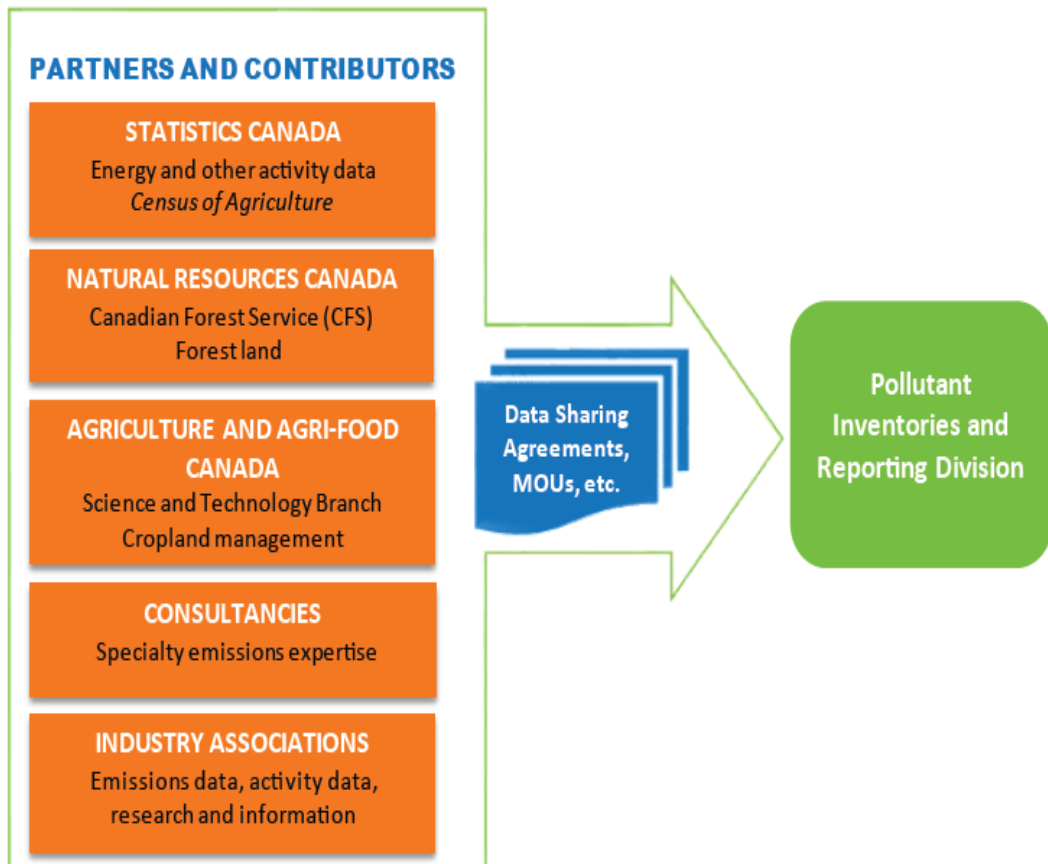 PARTNERS AND CONTRIBUTORS
STATISTICS CANADA
Energy and other activity data
Census of Agriculture
NATURAL RESOURCES CANADA
Canadian Forest Service (CFS)
Forest land
AGRICULTURE AND AGRI-FOOD
CANADA
Science and Technology Branch
Cropland management
CONSULTANCIES
Specialty emissions expertise
INDUSTRY ASSOCIATIONS
Emissions data, activity data,
research and information
Data Sharing
Agreements,
MOUs, etc.
Pollutant
Inventories and
Reporting Division